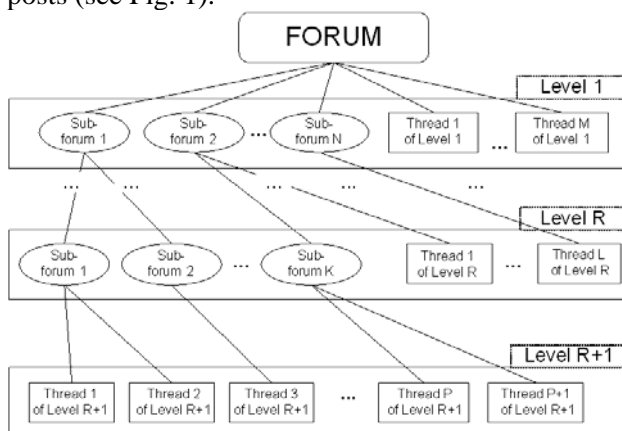 posts (see Fig. 1).
FORUM
Level 1
Sub-
forum 1
Sub-
forum 2
...
Sub-
forum N
Thread 1
of Level 1
...
Thread M
of Level 1
... ... ... ... ...
Level R
Sub-
forum 1
Sub-
forum 2
...
Sub-
forum K
Thread 1
of Level R
...
Thread L
of Level R
Level R+1
Thread 1
of Level R+1
Thread 2
of Level R+1
Thread 3
of Level R+1
...
Thread P
of Level R+1
Thread P+1
of Level R+1